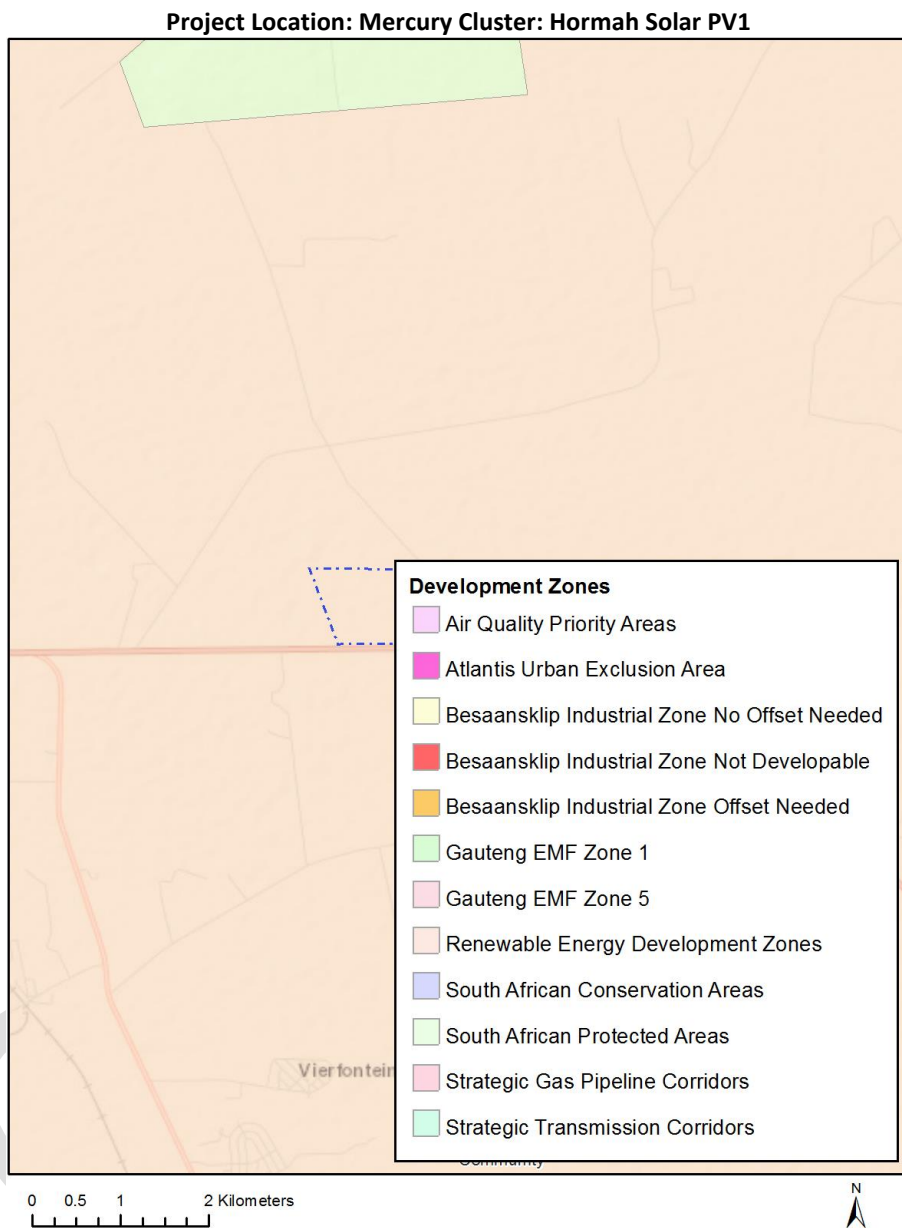 Project Location: Mercury Cluster: Hormah Solar PV1
Development Zones
Air Quality Priority Areas
Atlantis Urban Exclusion Area
Besaansklip Industrial Zone No Offset Needed
Besaansklip Industrial Zone Not Developable
Besaansklip Industrial Zone Offset Needed
Gauteng EMF Zone 1
Gauteng EMF Zone 5
Renewable Energy Development Zones
South African Conservation Areas
South African Protected Areas
Strategic Gas Pipeline Corridors
Strategic Transmission Corridors
Vierfontein
Community
0 0.5 1 2 Kilometers
N